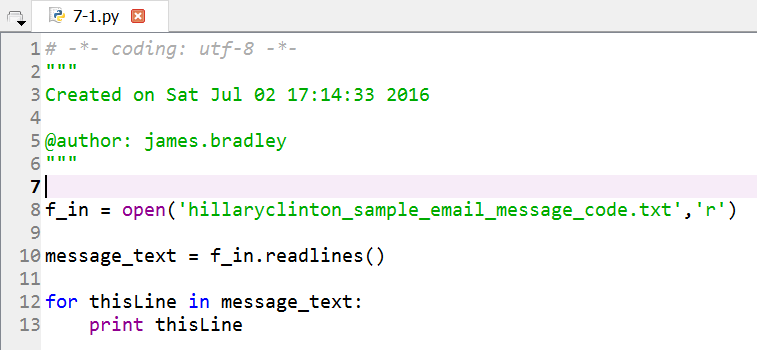 7-1.py
1 # -*- coding: utf-8 -*-
2 """
3 Created on Sat Jul 02 17:14:33 2016
4
5 @author: james.bradley
6 """
7
8 f_in = open('hillaryclinton_sample_email_message_code.txt','r')
9
10 message_text = f_in.readlines()
11
12 for thisLine in message_text:
13     print thisLine